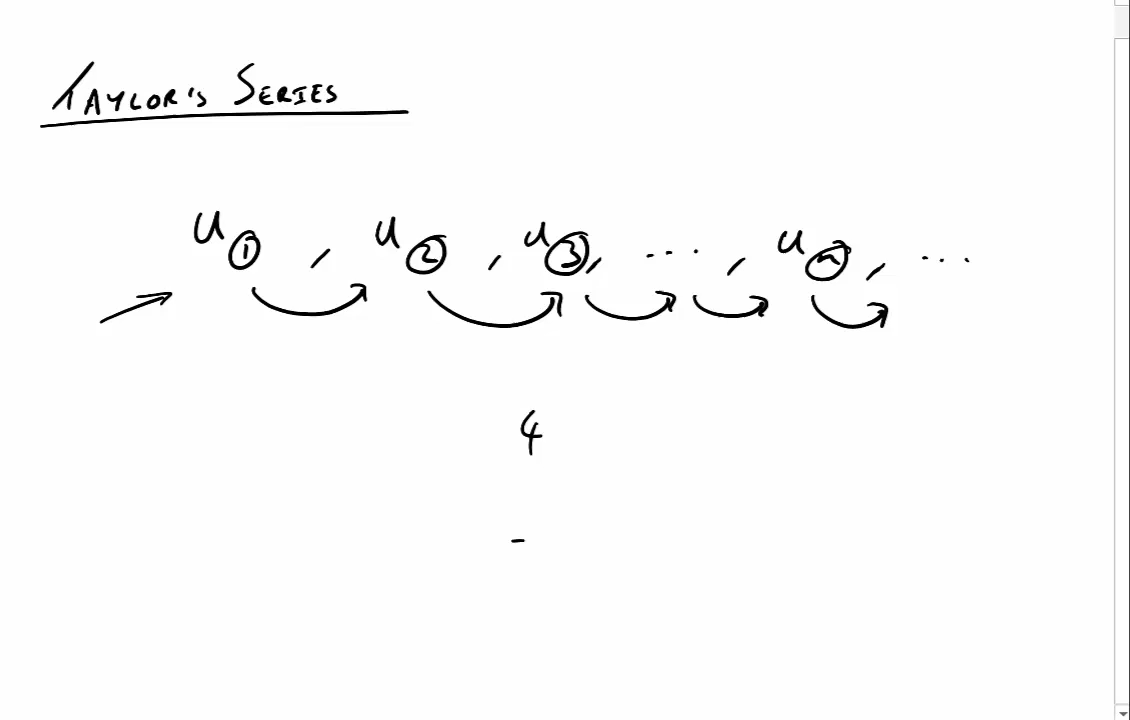 TAYLOR'S SERIES
u₁ , u₂ , u₃ , ... , uₙ , ...
4
-